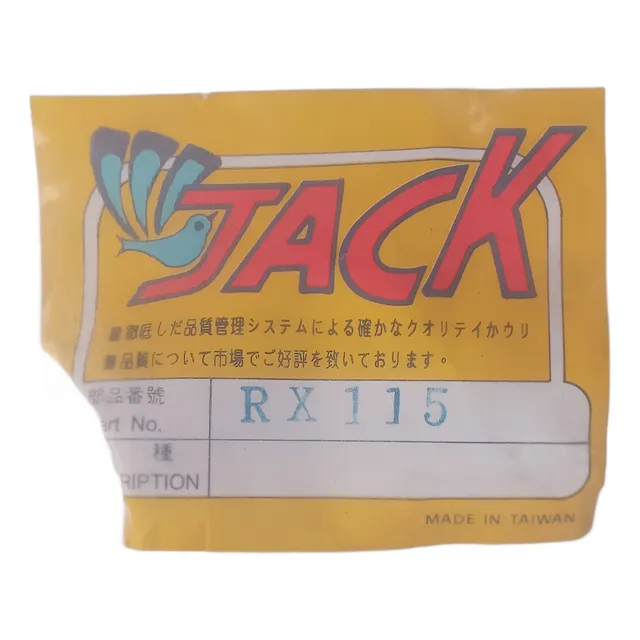 JACK
■徹底しだ品質管理システムによる確かなクオリテイかウリ
■品質について市場でご好評を致いております。
部品番號 RX115
art No.
種
RIPTION
MADE IN TAIWAN